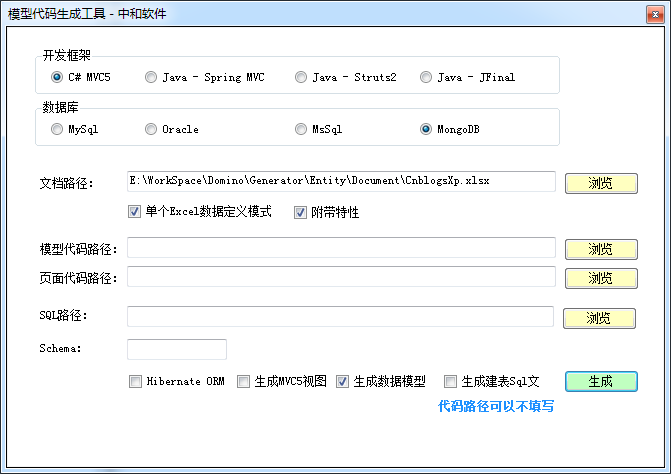 模型代码生成工具 - 中和软件
开发框架
C# MVC5 Java - Spring MVC Java - Struts2 Java - JFinal
数据库
MySql Oracle MsSql MongoDB
文档路径: E:\WorkSpace\Domino\Generator\Entity\Document\CnblogsXp.xlsx 浏览
单个Excel数据定义模式 附带特性
模型代码路径: 浏览
页面代码路径: 浏览
SQL路径: 浏览
Schema:
Hibernate ORM 生成MVC5视图 生成数据模型 生成建表Sql文 生成
代码路径可以不填写